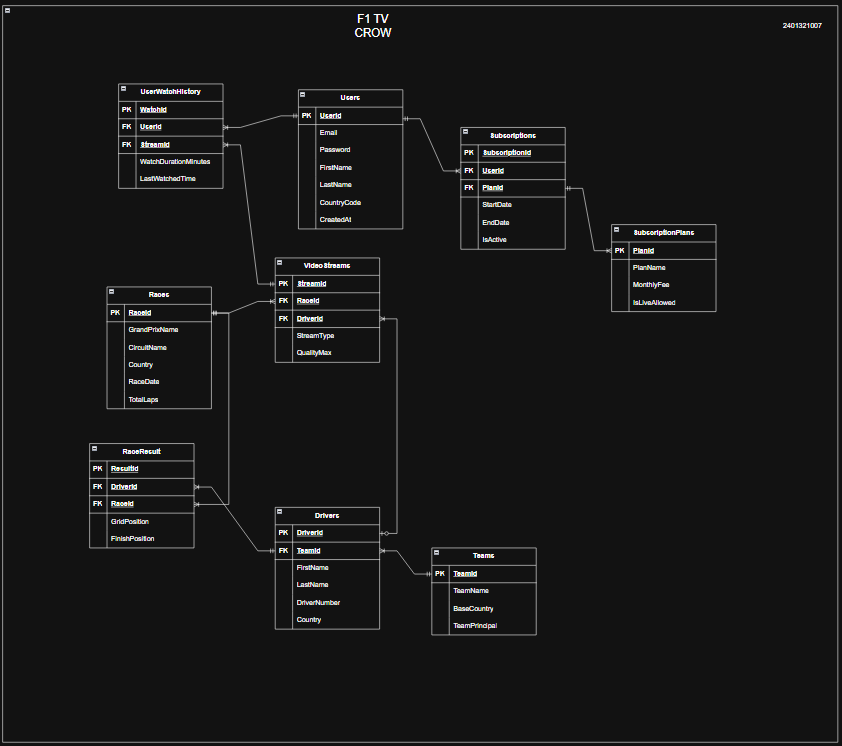 F1 TV
CROW
2401321007
UserWatchHistory
PK WatchId
FK UserId
FK StreamId
WatchDurationMinutes
LastWatchedTime
Users
PK UserId
Email
Password
FirstName
LastName
CountryCode
CreatedAt
Subscriptions
PK SubscriptionId
FK UserId
FK PlanId
StartDate
EndDate
IsActive
SubscriptionPlans
PK PlanId
PlanName
MonthlyFee
IsLiveAllowed
Video Streams
PK StreamId
FK RaceId
FK DriverId
StreamType
QualityMax
Races
PK RaceId
GrandPrixName
CircuitName
Country
RaceDate
TotalLaps
RaceResult
PK ResultId
FK DriverId
FK RaceId
GridPosition
FinishPosition
Drivers
PK DriverId
FK TeamId
FirstName
LastName
DriverNumber
Country
Teams
PK TeamId
TeamName
BaseCountry
TeamPrincipal